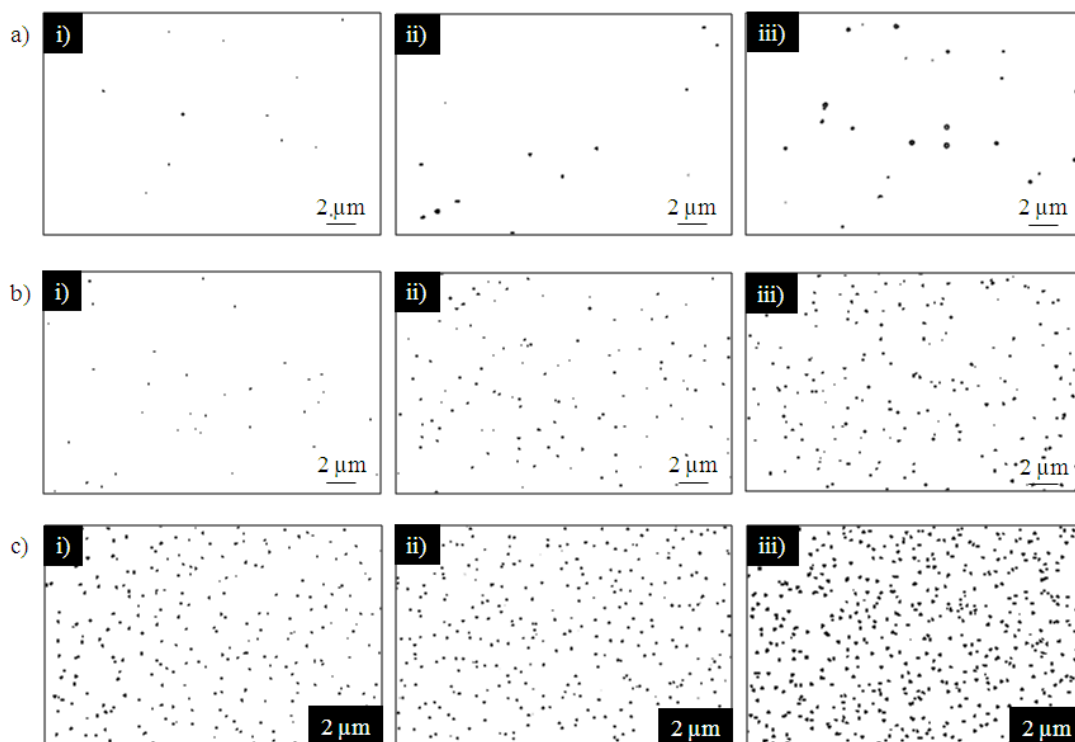 a) i) ii) iii)
2 µm 2 µm 2 µm
b) i) ii) iii)
2 µm 2 µm 2 µm
c) i) ii) iii)
2 µm 2 µm 2 µm